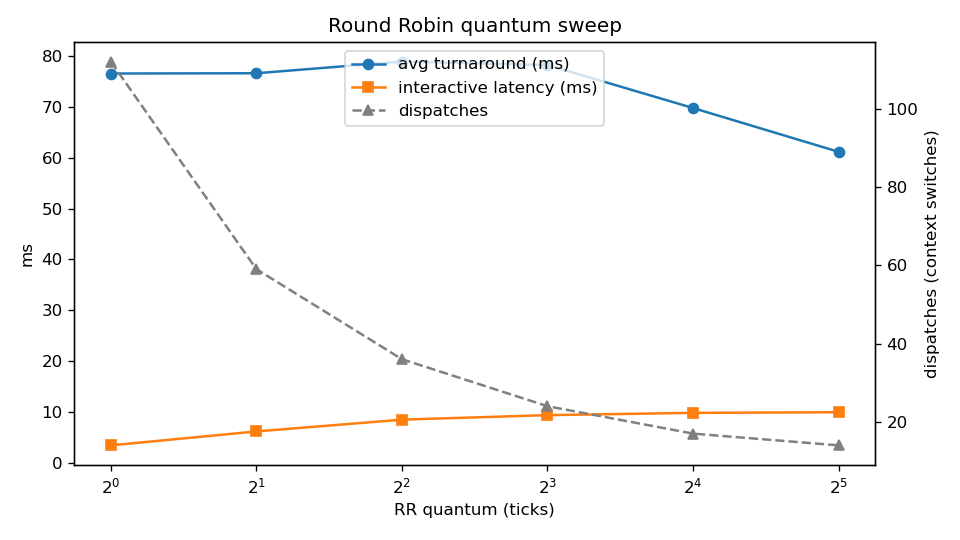 Round Robin quantum sweep
avg turnaround (ms)
interactive latency (ms)
dispatches
80
70
60
50
40
30
20
10
0
ms
100
80
60
40
20
dispatches (context switches)
2^0 2^1 2^2 2^3 2^4 2^5
RR quantum (ticks)